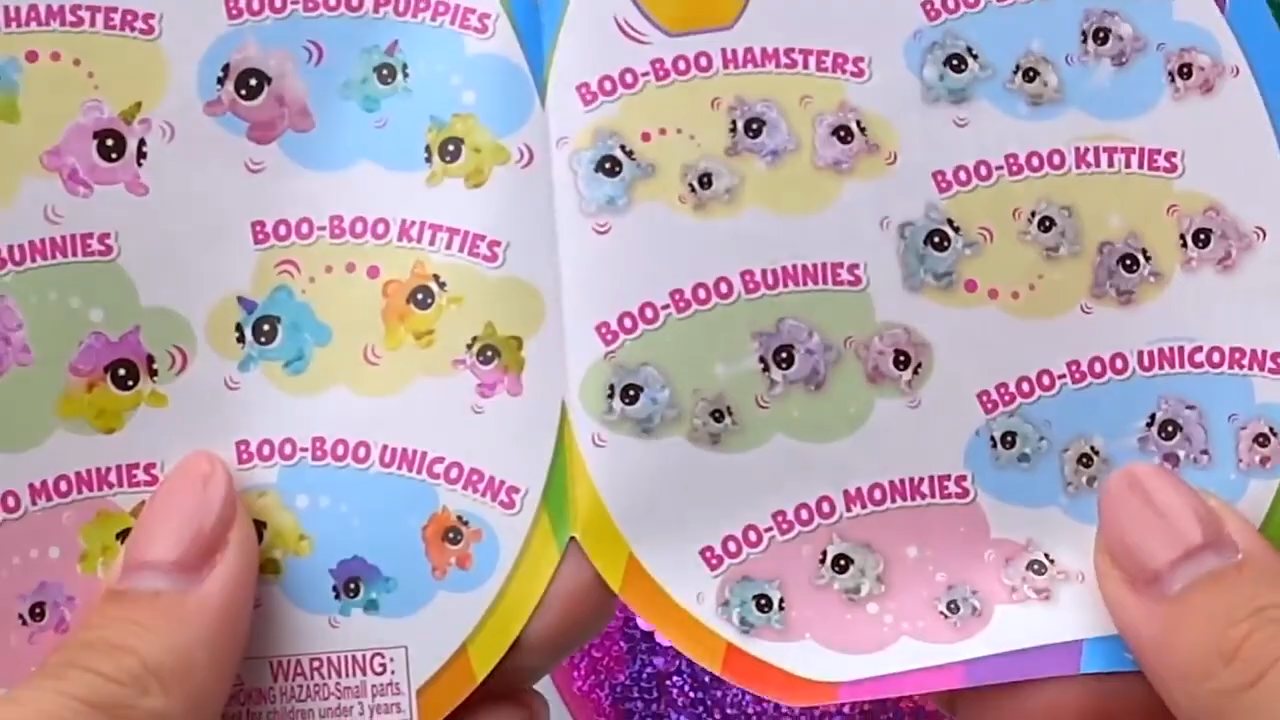 HAMSTERS
BOO-BOO PUPPIES
BUNNIES
BOO-BOO KITTIES
MONKIES
BOO-BOO UNICORNS
WARNING:
HAZARD-Small parts.
for children under 3 years.
BOO-BOO HAMSTERS
BOO-BOO KITTIES
BOO-BOO BUNNIES
BBOO-BOO UNICORNS
BOO-BOO MONKIES